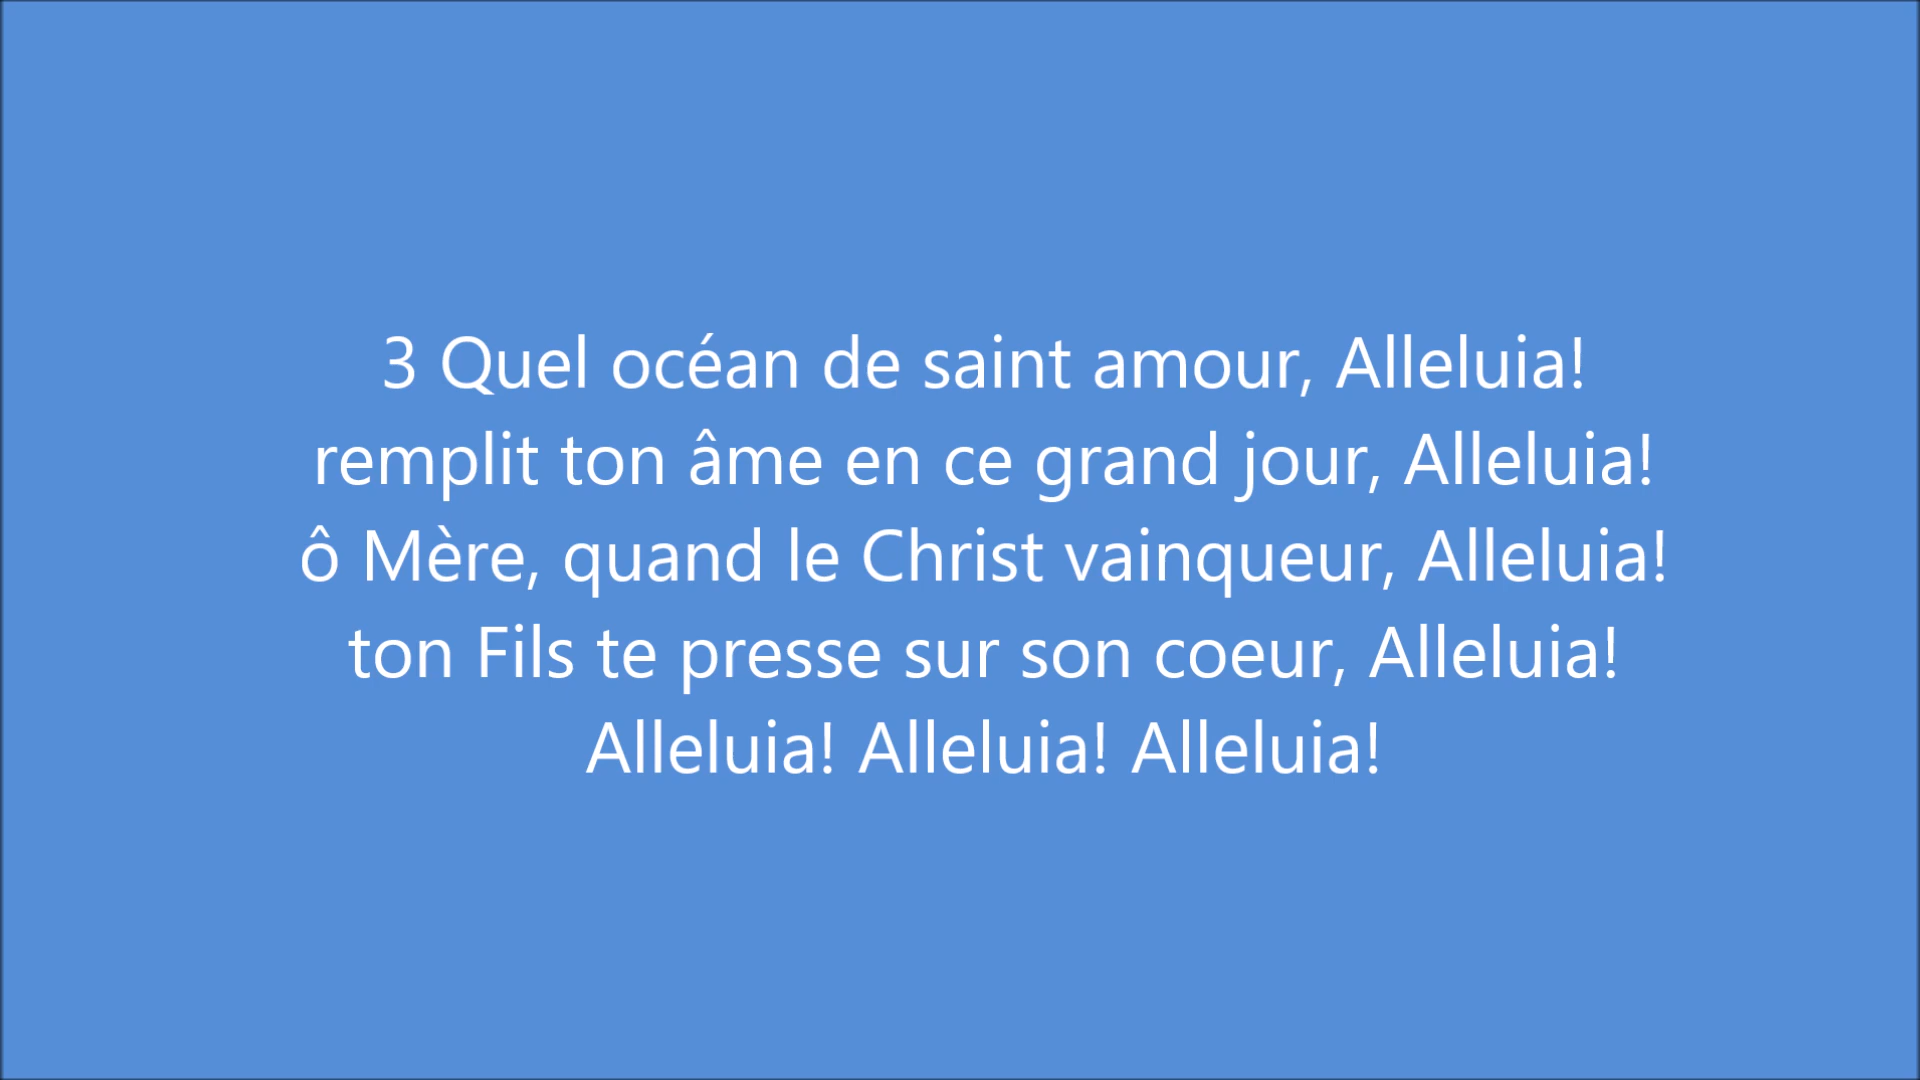 3 Quel océan de saint amour, Alleluia!
remplit ton âme en ce grand jour, Alleluia!
ô Mère, quand le Christ vainqueur, Alleluia!
ton Fils te presse sur son coeur, Alleluia!
Alleluia! Alleluia! Alleluia!